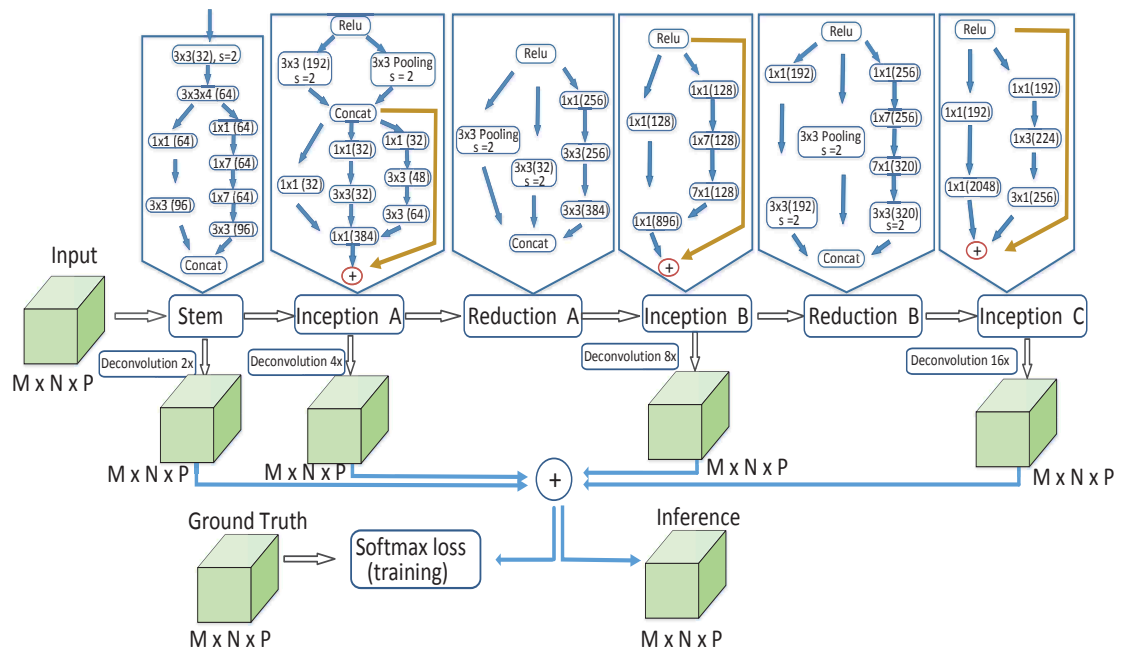 3x3(32), s=2
3x3x4 (64)
1x1 (64)
1x1 (64)
1x7 (64)
1x7 (64)
3x3 (96)
3x3 (96)
Concat
Relu
3x3 (192)
s =2
3x3 Pooling
s = 2
Concat
1x1(32)
1x1 (32)
1x1 (32)
3x3(32)
3x3 (48)
3x3 (64)
1x1(384)
+
Relu
1x1(256)
3x3 Pooling
s=2
3x3(32)
s =2
3x3(256)
3x3(384)
Concat
Relu
1x1(128)
1x1(128)
1x7(128)
7x1(128)
1x1(896)
+
Relu
1x1(192)
1x1(256)
3x3 Pooling
s =2
1x7(256)
7x1(320)
3x3(192)
s =2
3x3(320)
s=2
Concat
Relu
1x1(192)
1x1(192)
1x3(224)
1x1(2048)
3x1(256)
+
Input
M x N x P
Stem
Inception A
Reduction A
Inception B
Reduction B
Inception C
Deconvolution 2x
Deconvolution 4x
Deconvolution 8x
Deconvolution 16x
M x N x P
M x N x P
M x N x P
M x N x P
+
Ground Truth
M x N x P
Softmax loss
(training)
Inference
M x N x P